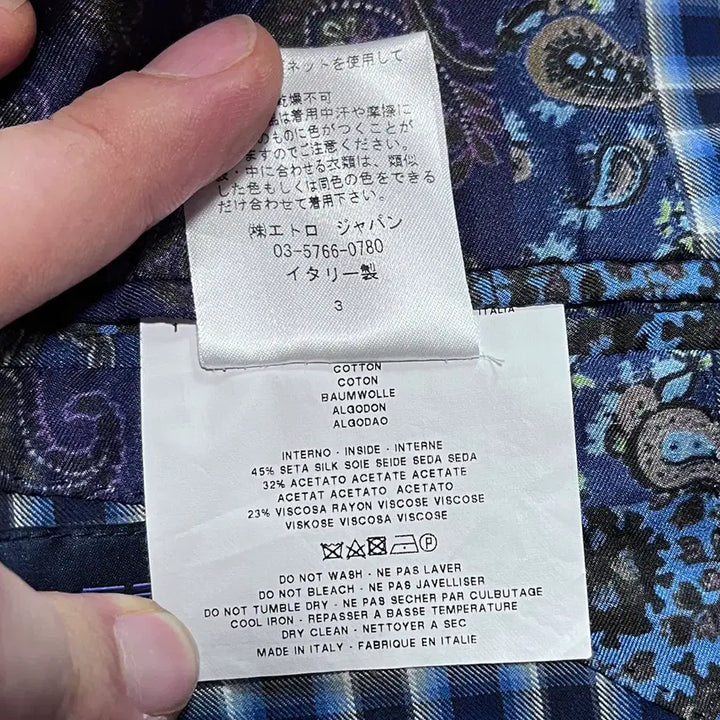 ネットを使用して
乾燥不可
は着用中汗や摩擦に
のものに色がつくことが
ますのでご注意ください。
・中に合わせる衣類は、類似
した色もしくは同色の色をできる
だけ合わせて着用下さい。
㈱エトロ ジャパン
03-5766-0780
イタリー製
3
ITALIA
COTTON
COTON
BAUMWOLLE
ALGODON
ALGODAO
INTERNO - INSIDE - INTERNE
45% SETA SILK SOIE SEIDE SEDA SEDA
32% ACETATO ACETATE ACETATE
ACETAT ACETATO ACETATO
23% VISCOSA RAYON VISCOSE VISCOSE
VISKOSE VISCOSA VISCOSE
P
DO NOT WASH - NE PAS LAVER
DO NOT BLEACH - NE PAS JAVELLISER
DO NOT TUMBLE DRY - NE PAS SECHER PAR CULBUTAGE
COOL IRON - REPASSER A BASSE TEMPERATURE
DRY CLEAN - NETTOYER A SEC
MADE IN ITALY - FABRIQUE EN ITALIE